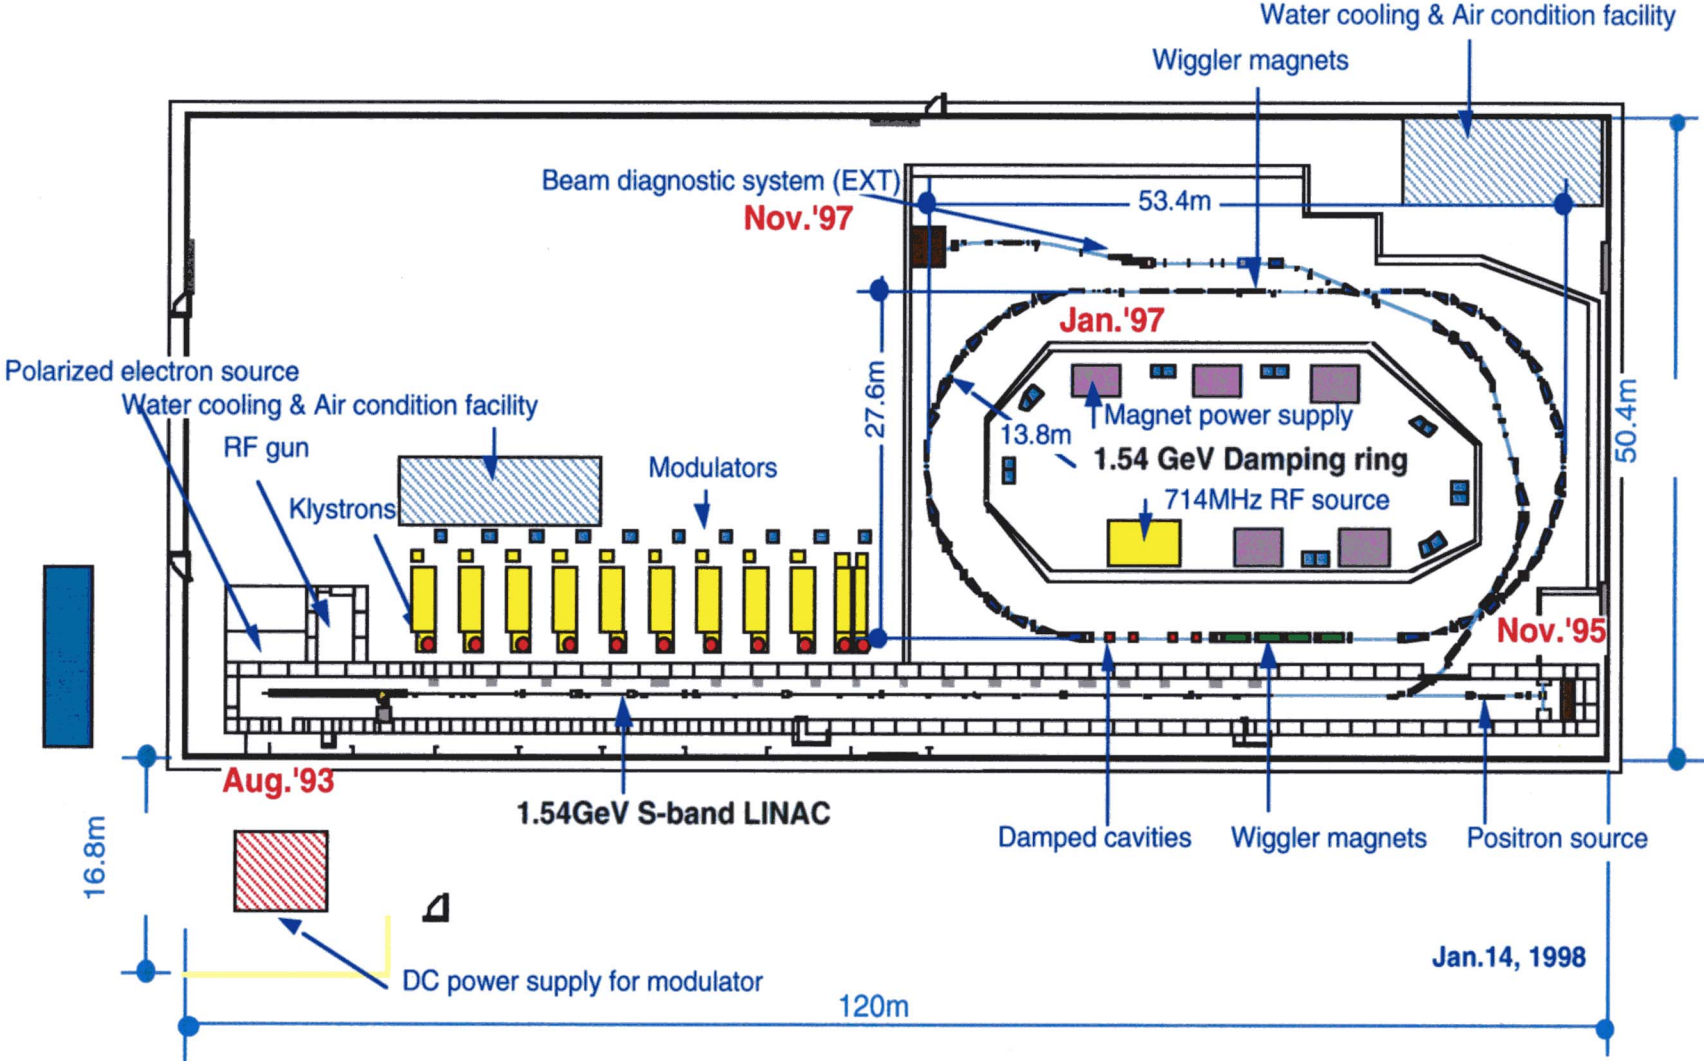 Water cooling & Air condition facility
Wiggler magnets
Beam diagnostic system (EXT)
53.4m
Nov.'97
Jan.'97
Polarized electron source
27.6m
50.4m
Water cooling & Air condition facility
Magnet power supply
13.8m
RF gun
Modulators
1.54 GeV Damping ring
Klystrons
714MHz RF source
Nov.'95
Aug.'93
1.54GeV S-band LINAC
Damped cavities
Wiggler magnets
Positron source
16.8m
Jan.14, 1998
DC power supply for modulator
120m